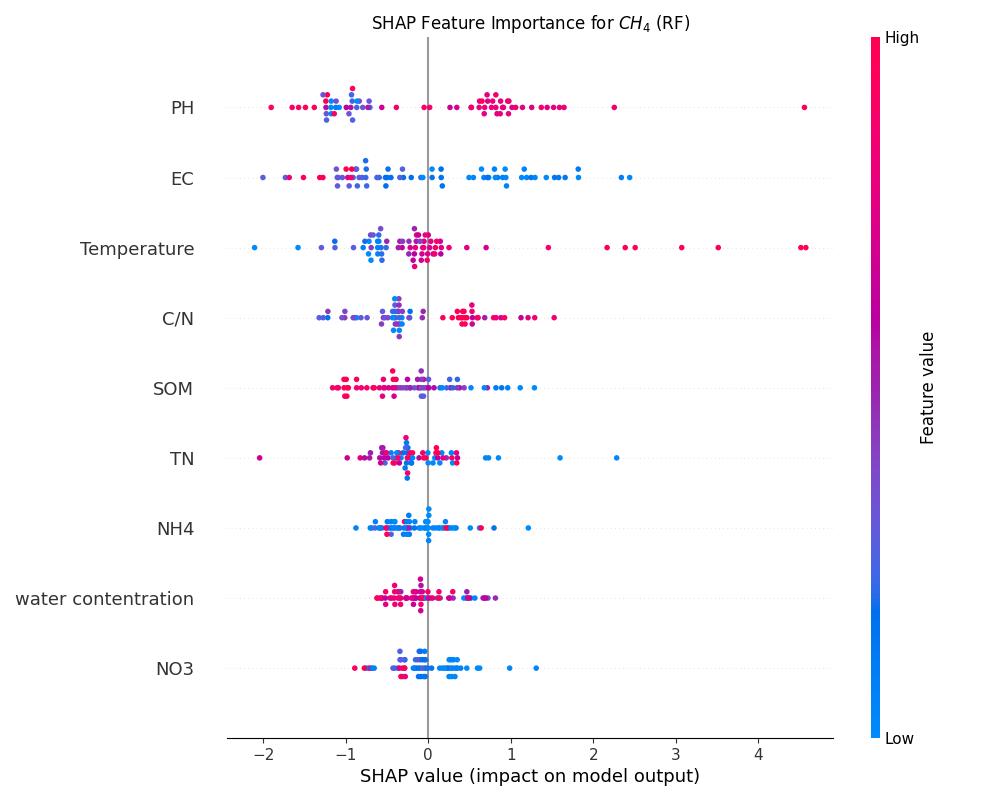 SHAP Feature Importance for CH4 (RF)
High
PH
EC
Temperature
C/N
SOM
TN
NH4
water contentration
NO3
Feature value
Low
−2 −1 0 1 2 3 4
SHAP value (impact on model output)